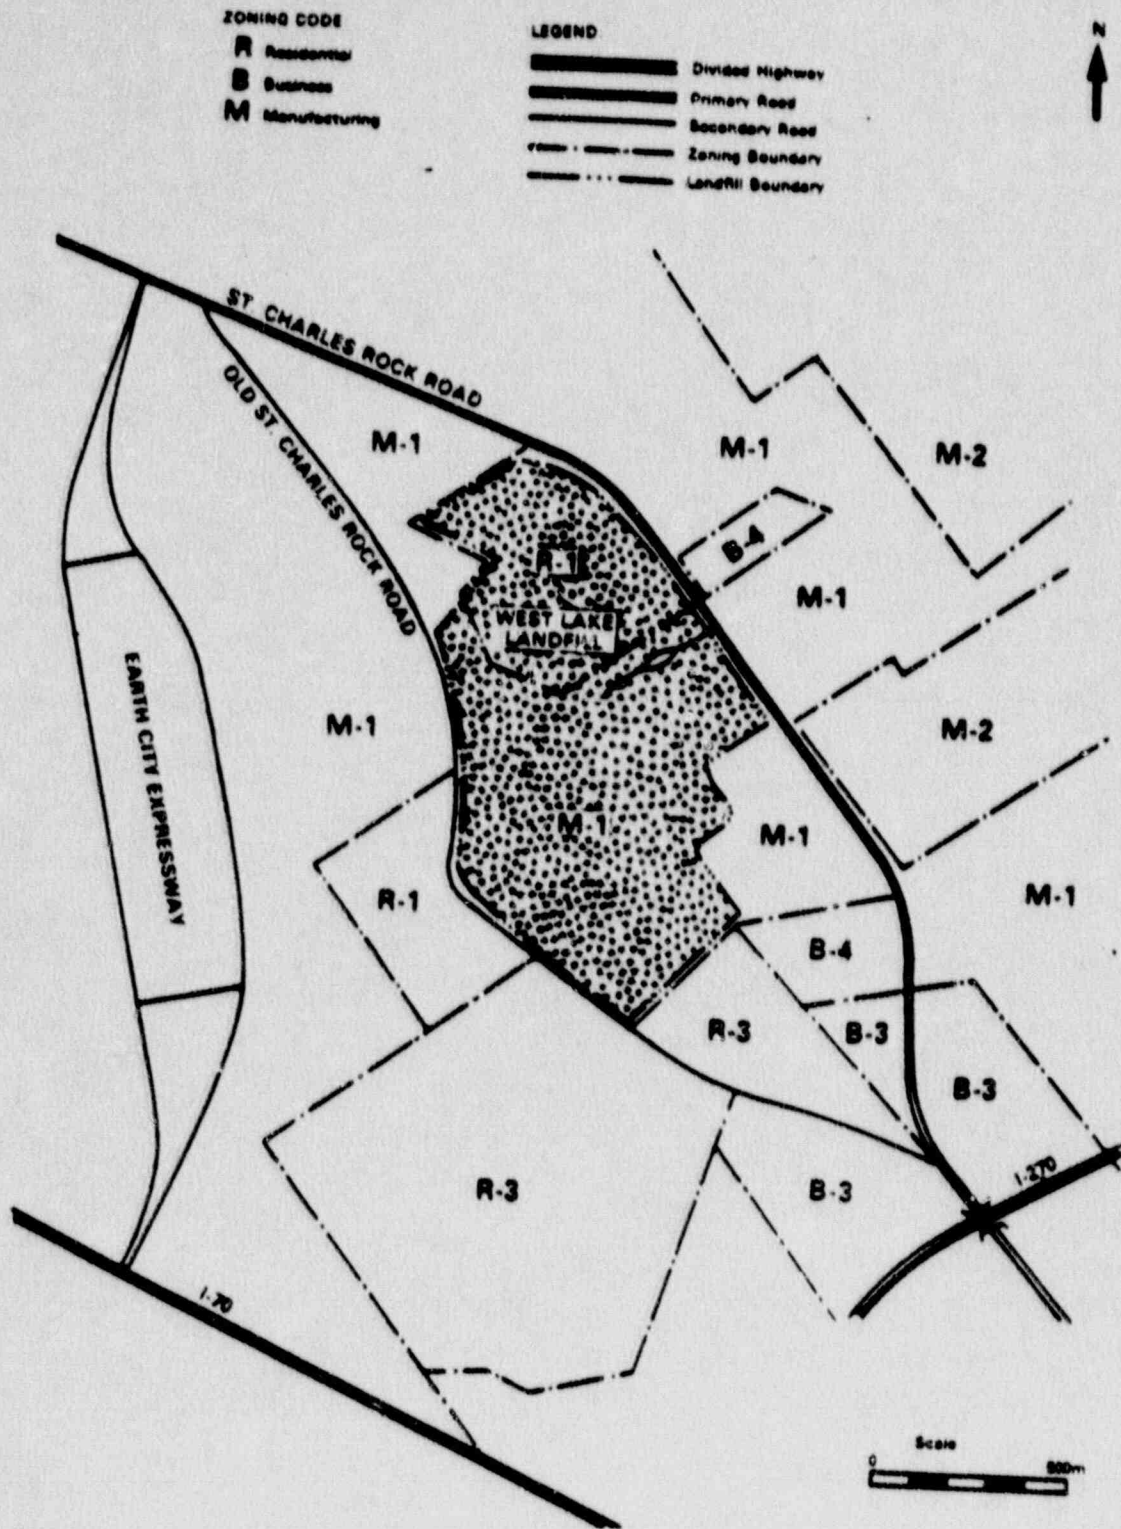 ZONING CODE
R Residential
B Business
M Manufacturing
LEGEND
Divided Highway
Primary Road
Secondary Road
Zoning Boundary
Landfill Boundary
N
ST. CHARLES ROCK ROAD
OLD ST. CHARLES ROCK ROAD
M-1
M-1
M-2
B-4
R-1
M-1
WEST LAKE
LANDFILL
EARTH CITY EXPRESSWAY
M-1
M-2
M-1
M-1
R-1
M-1
B-4
R-3
B-3
B-3
R-3
B-3
I-270
I-70
Scale
0